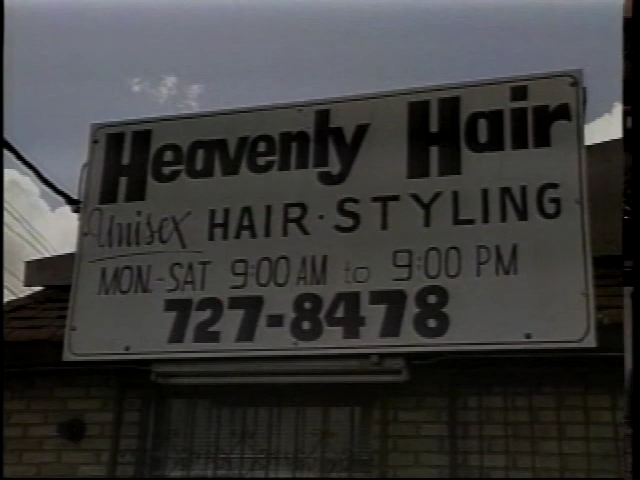 Heavenly Hair
Unisex HAIR·STYLING
MON.-SAT 9:00 AM to 9:00 PM
727-8478